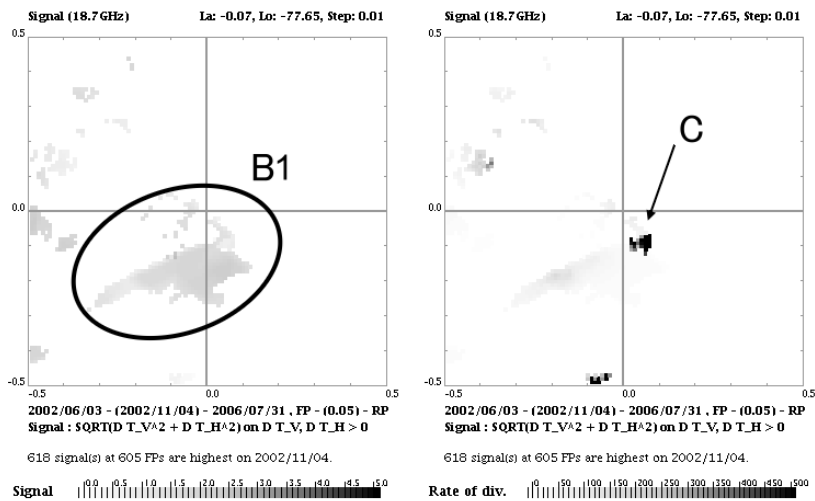 Signal (18.7GHz) La: -0.07, Lo: -77.65, Step: 0.01
0.5
B1
0.0
-0.5
-0.5 0.0 0.5
2002/06/03 - (2002/11/04) - 2006/07/31 , FP - (0.05) - RP
Signal : SQRT(D T_V^2 + D T_H^2) on D T_V, D T_H > 0
618 signal(s) at 605 FPs are highest on 2002/11/04.
Signal 0.0 0.5 1.0 1.5 2.0 2.5 3.0 3.5 4.0 4.5 5.0
Signal (18.7GHz) La: -0.07, Lo: -77.65, Step: 0.01
0.5
C
0.0
-0.5
-0.5 0.0 0.5
2002/06/03 - (2002/11/04) - 2006/07/31 , FP - (0.05) - RP
Signal : SQRT(D T_V^2 + D T_H^2) on D T_V, D T_H > 0
618 signal(s) at 605 FPs are highest on 2002/11/04.
Rate of div. 0 50 100 150 200 250 300 350 400 450 500